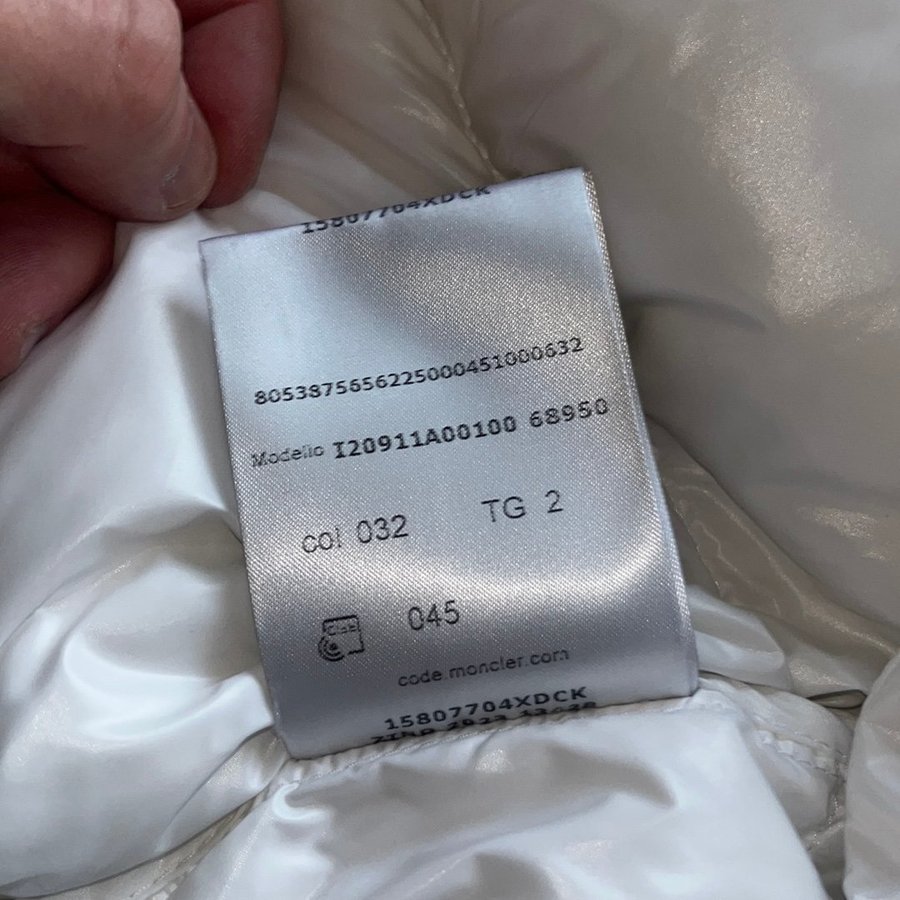 15807704XDCK
8053875656225000451000632
Modello I20911A00100 68950
col 032 TG 2
045
code.moncler.com
15807704XDCK